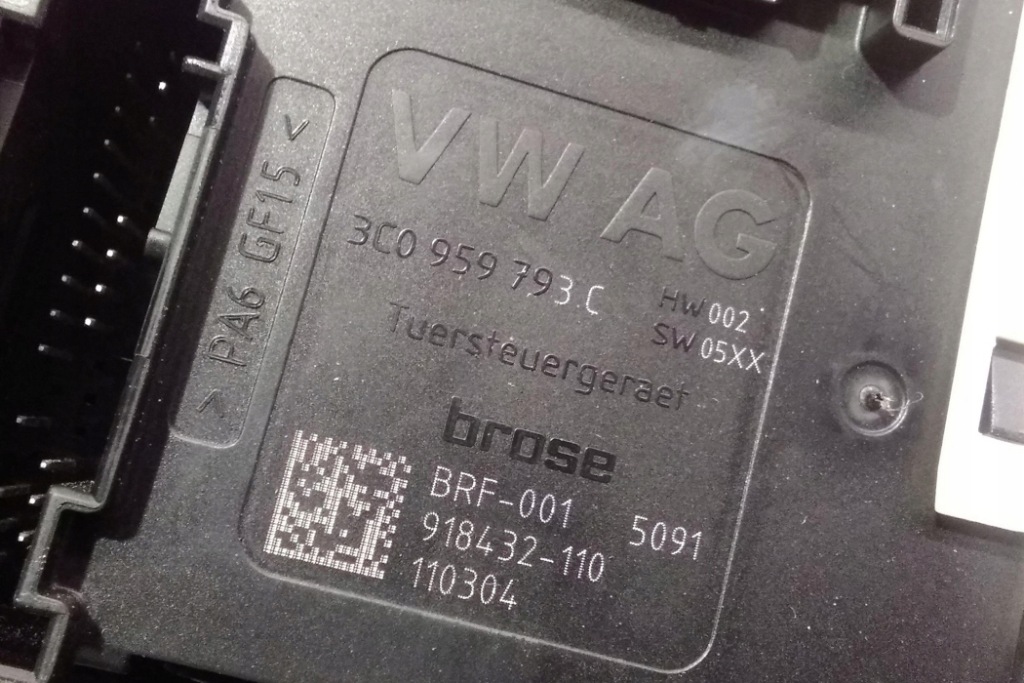 VW AG
3C0 959 793 C
HW 002
SW 05XX
Tuersteuergeraet
brose
BRF-001
5091
918432-110
110304
> PA6 GF15 <